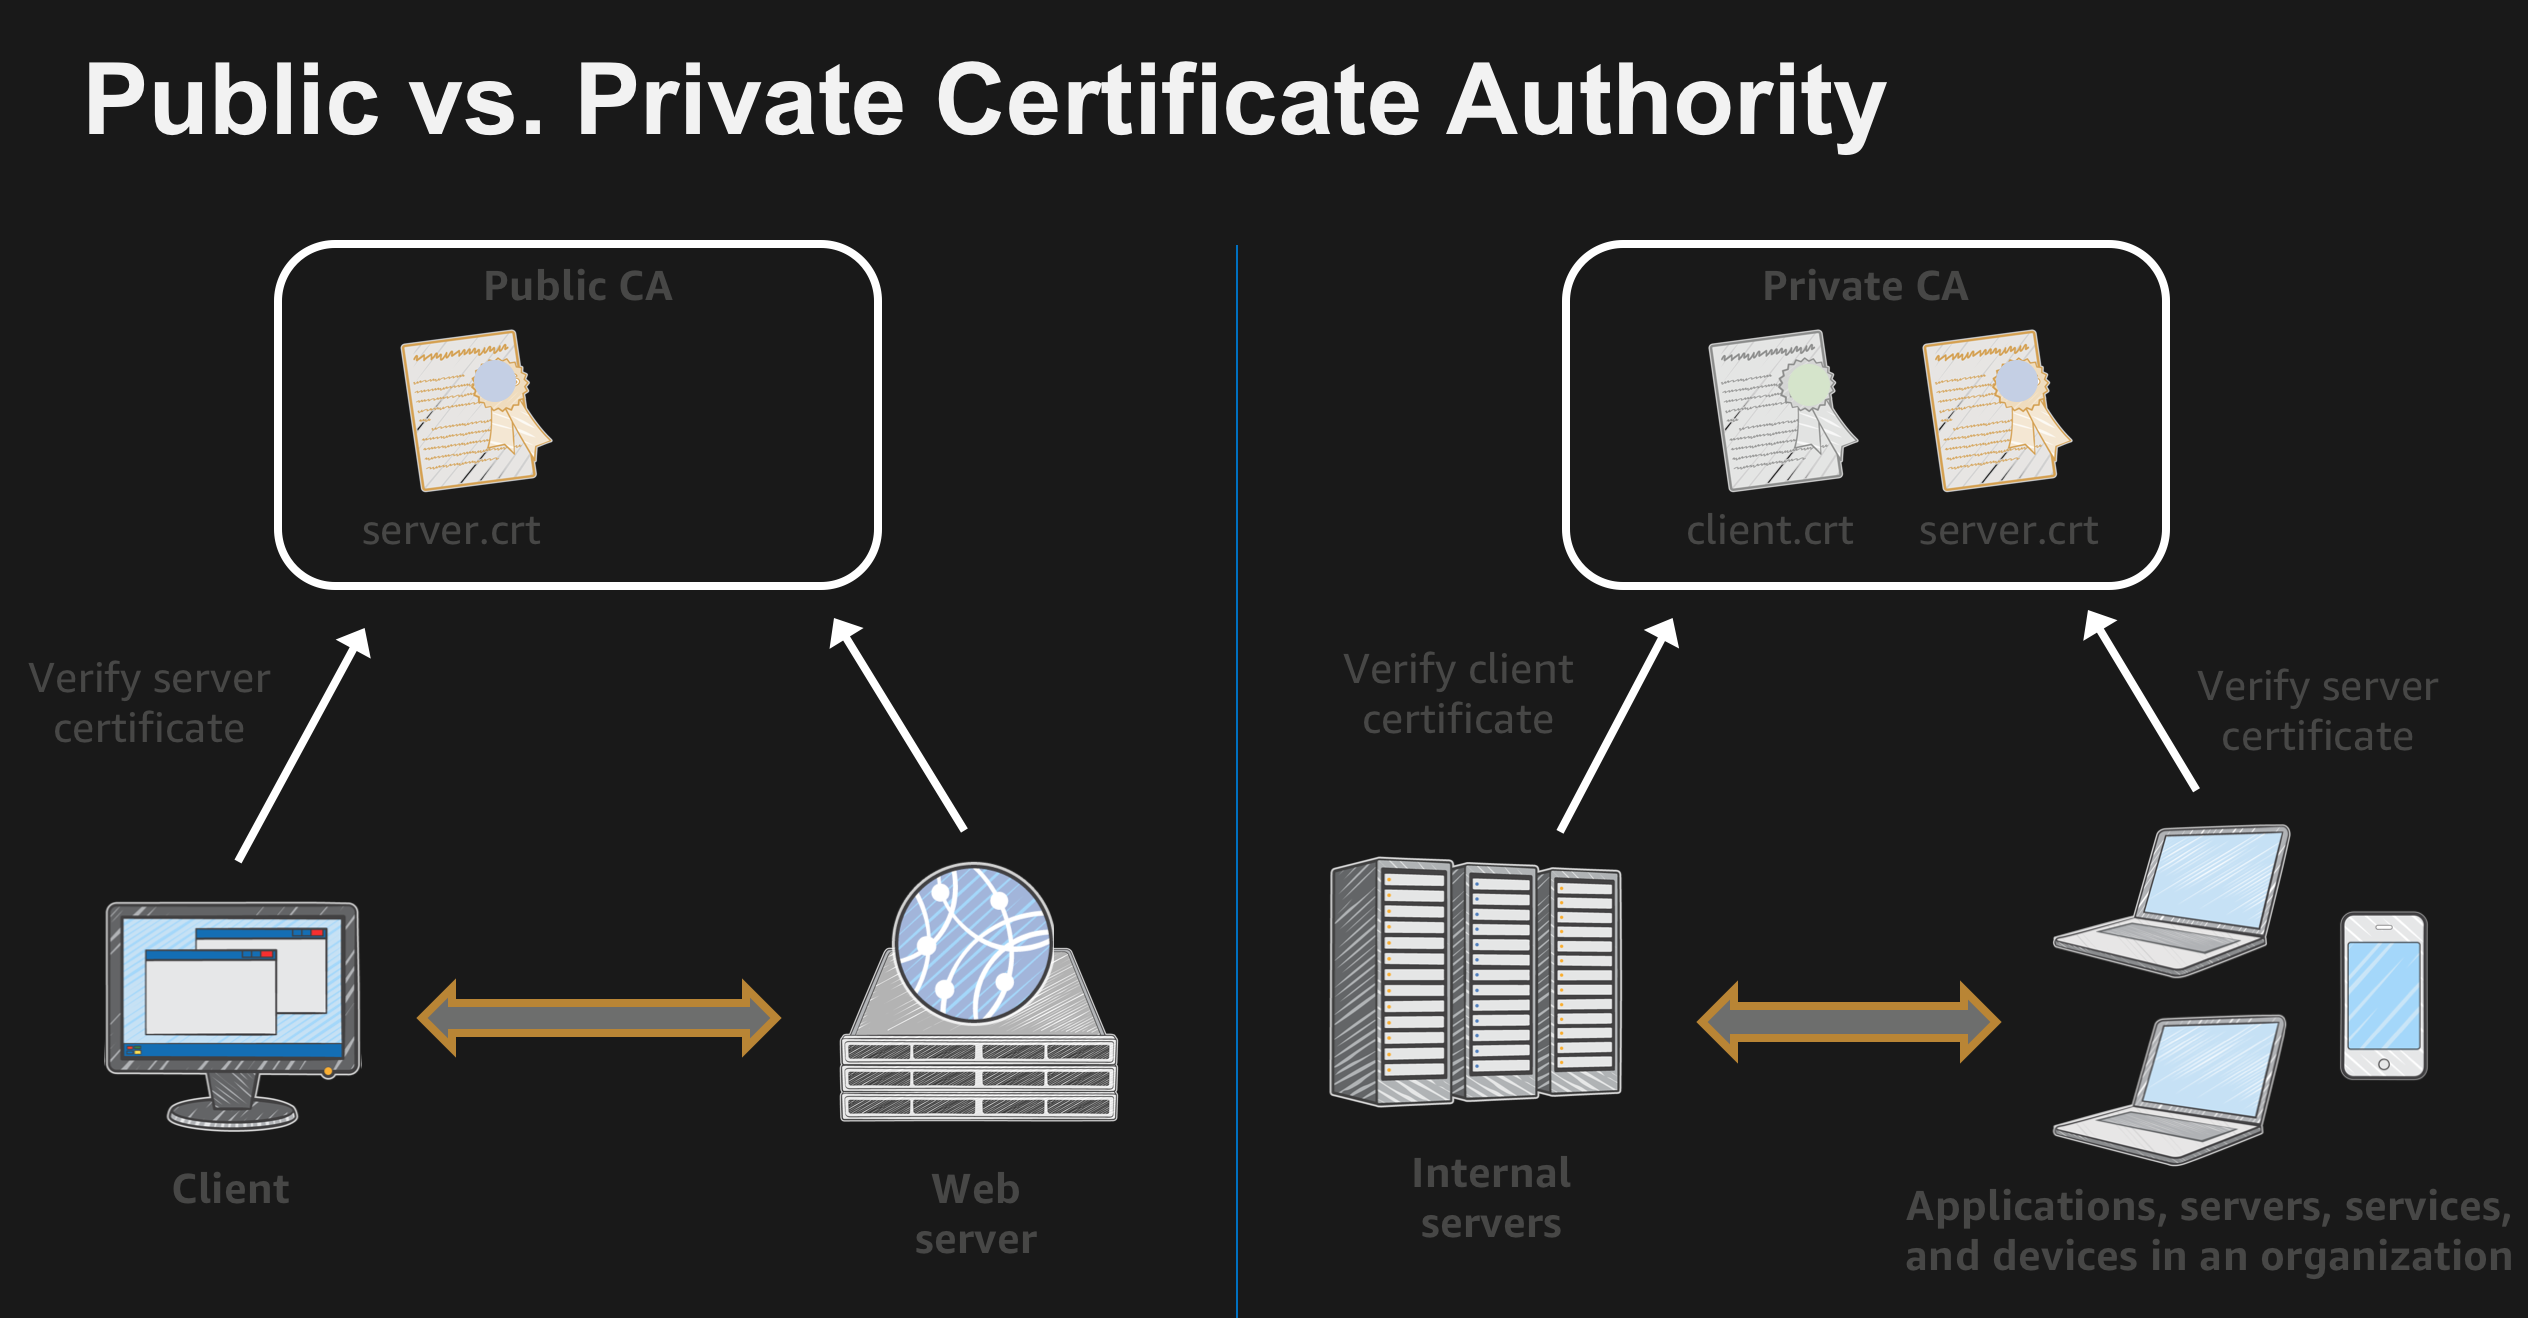 Public vs. Private Certificate Authority
Public CA
server.crt
Verify server
certificate
Client
Web
server
Private CA
client.crt
server.crt
Verify client
certificate
Verify server
certificate
Internal
servers
Applications, servers, services,
and devices in an organization